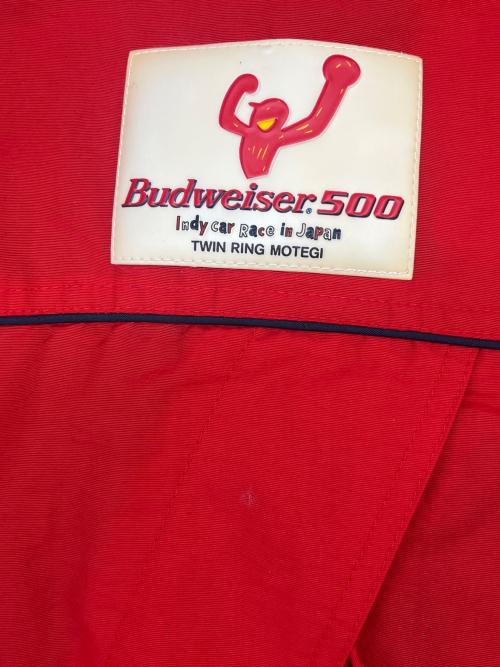 Budweiser® 500
Indy car Race in Japan
TWIN RING MOTEGI